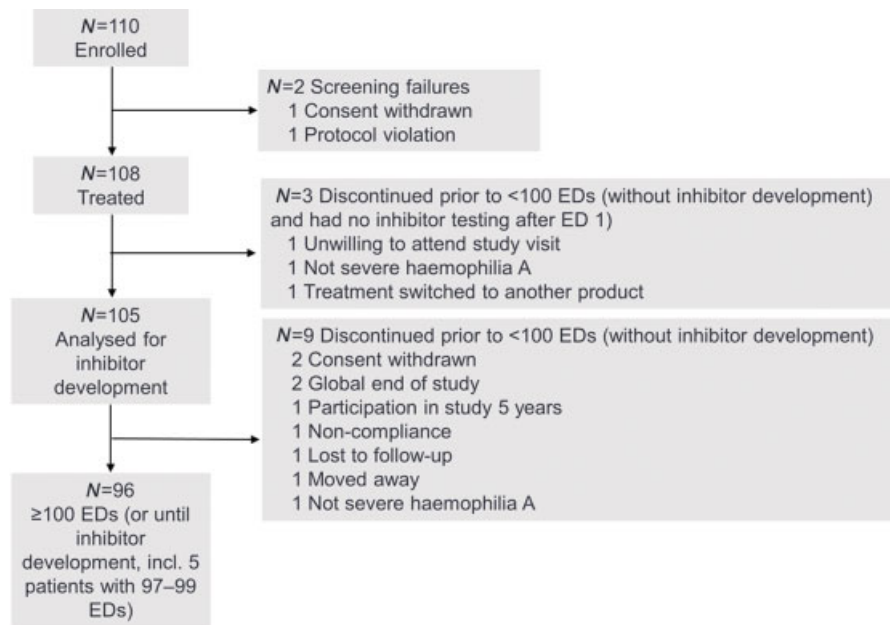 N=110
Enrolled
N=2 Screening failures
1 Consent withdrawn
1 Protocol violation
N=108
Treated
N=3 Discontinued prior to <100 EDs (without inhibitor development)
and had no inhibitor testing after ED 1)
1 Unwilling to attend study visit
1 Not severe haemophilia A
1 Treatment switched to another product
N=105
Analysed for
inhibitor
development
N=9 Discontinued prior to <100 EDs (without inhibitor development)
2 Consent withdrawn
2 Global end of study
1 Participation in study 5 years
1 Non-compliance
1 Lost to follow-up
1 Moved away
1 Not severe haemophilia A
N=96
≥100 EDs (or until
inhibitor
development, incl. 5
patients with 97–99
EDs)